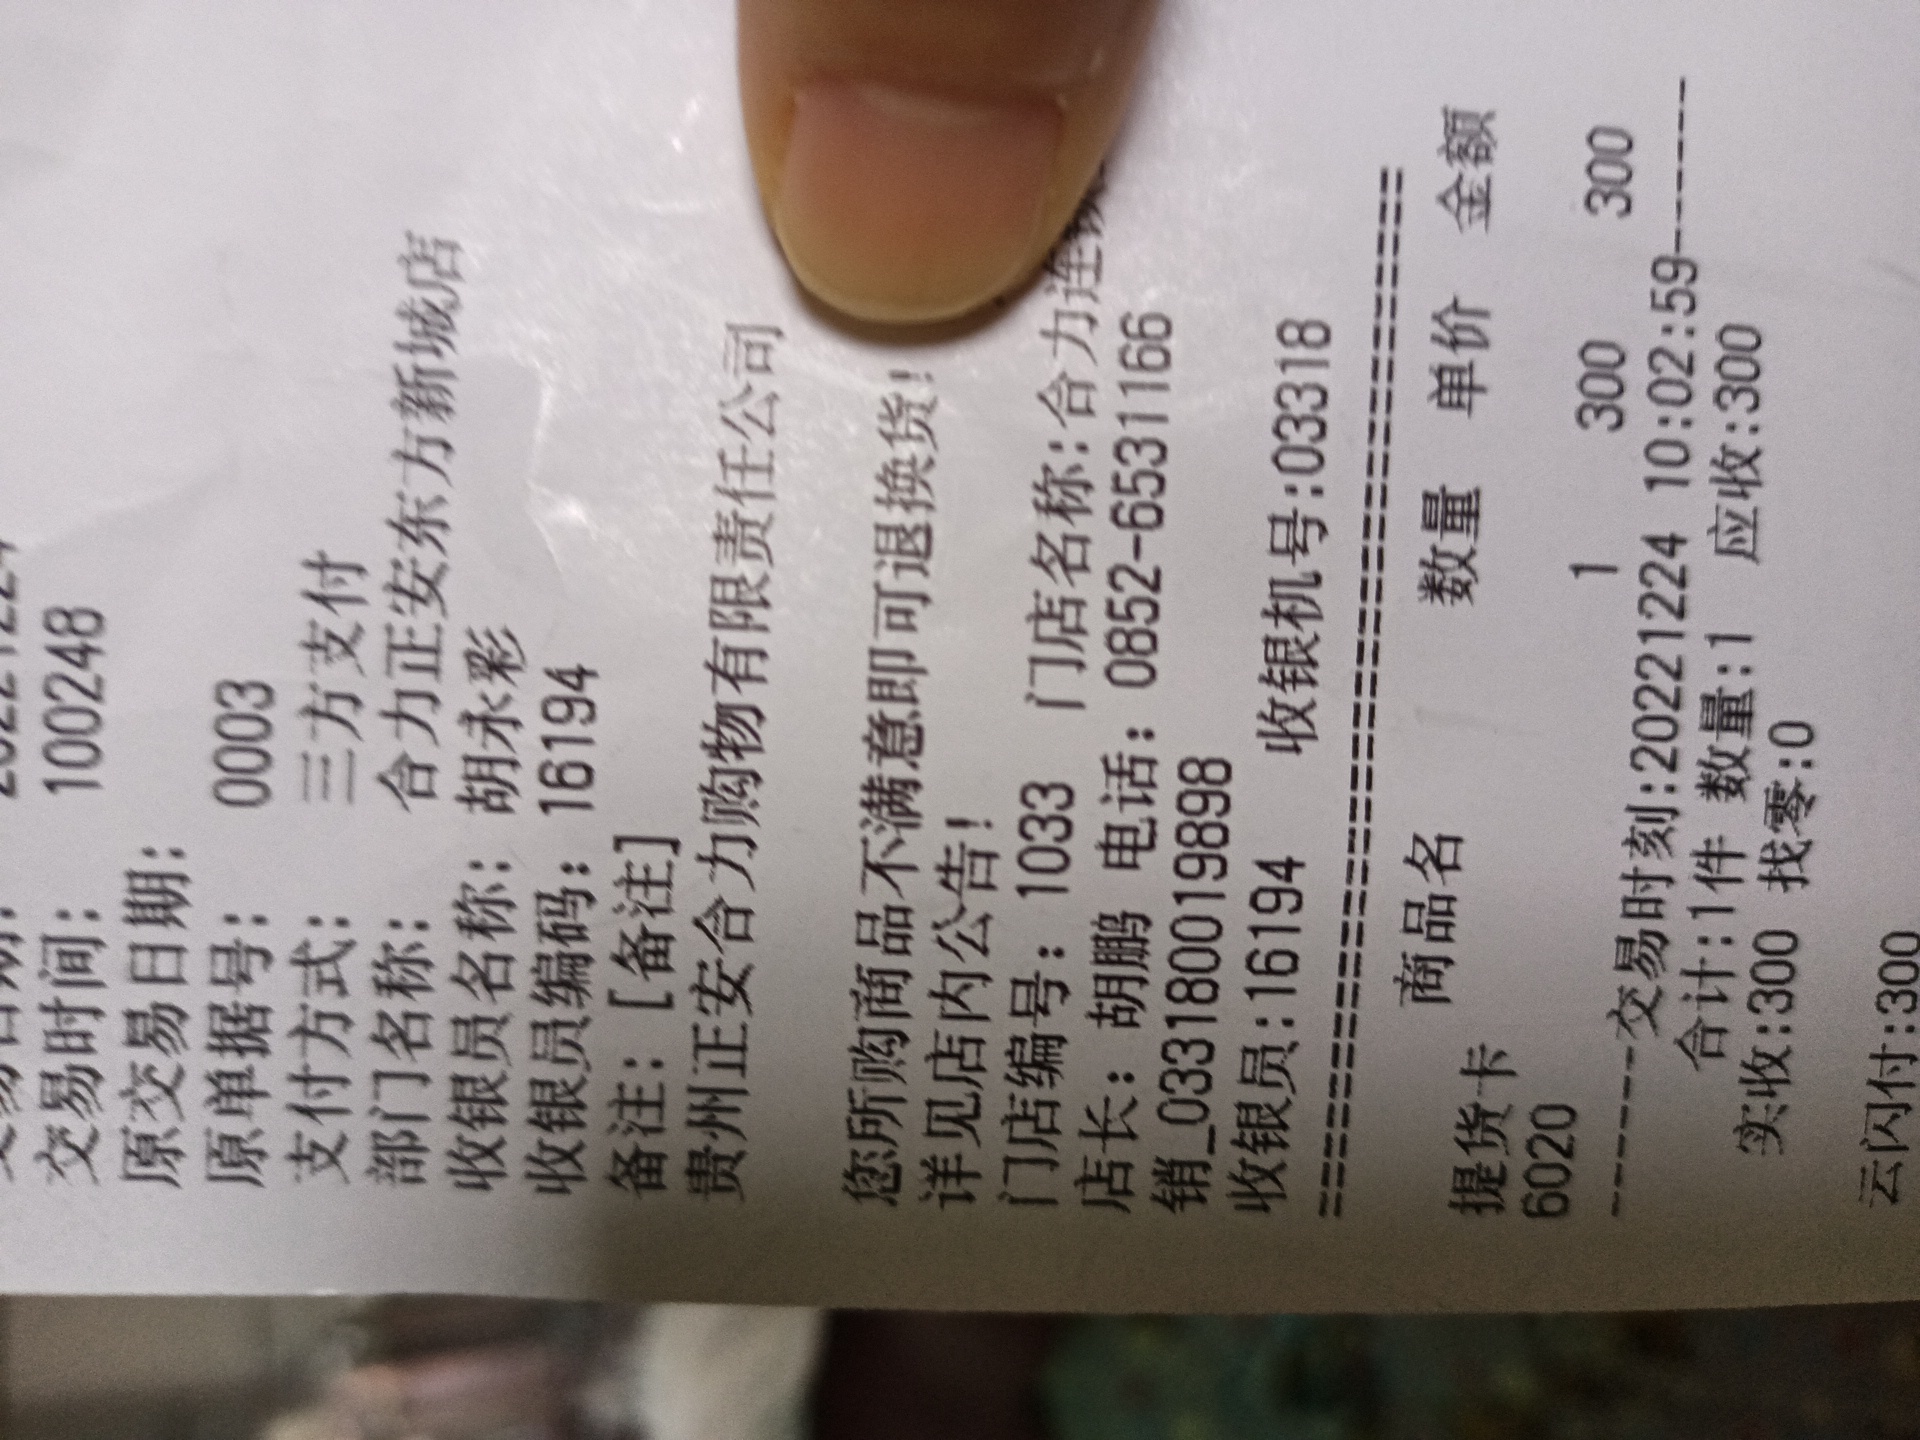 交易时间： 100248
原交易日期：
原单据号： 0003
支付方式： 三方支付
部门名称： 合力正安东方新城店
收银员名称： 胡永彩
收银员编码： 16194
备注： [备注]
贵州正安合力购物有限责任公司
您所购商品不满意即可退换货！
详见店内公告！
门店编号： 1033 门店名称:合力连
店长： 胡鹏 电话： 0852-6531166
销_033180019898
收银员:16194 收银机号:03318
商品名 数量 单价 金额
提货卡
6020 1 300 300
------交易时刻:20221224 10:02:59--------
合计:1件 数量:1 应收:300
实收:300 找零:0
云闪付:300